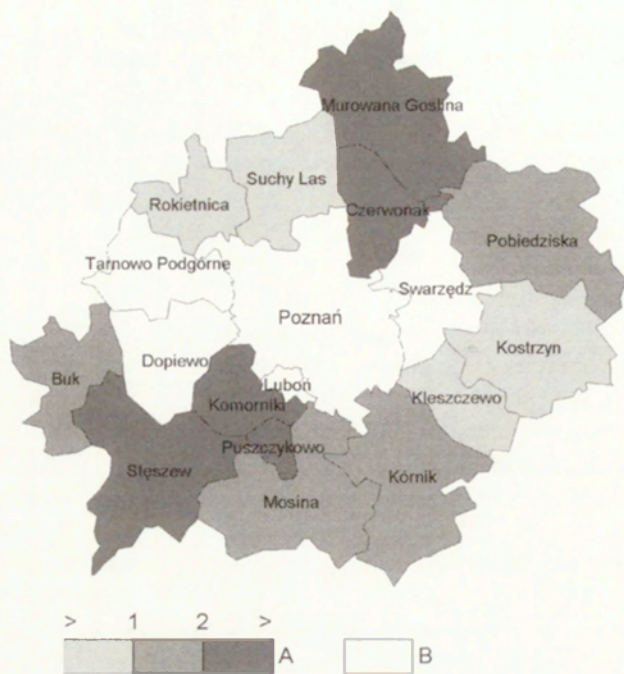 Murowana Goślina
Suchy Las
Rokietnica
Czerwonak
Pobiedziska
Tarnowo Podgórne
Swarzędz
Poznań
Kostrzyn
Dopiewo
Buk
Luboń
Kleszczewo
Komorniki
Puszczykowo
Stęszew
Kórnik
Mosina
> 1 2 >
A B